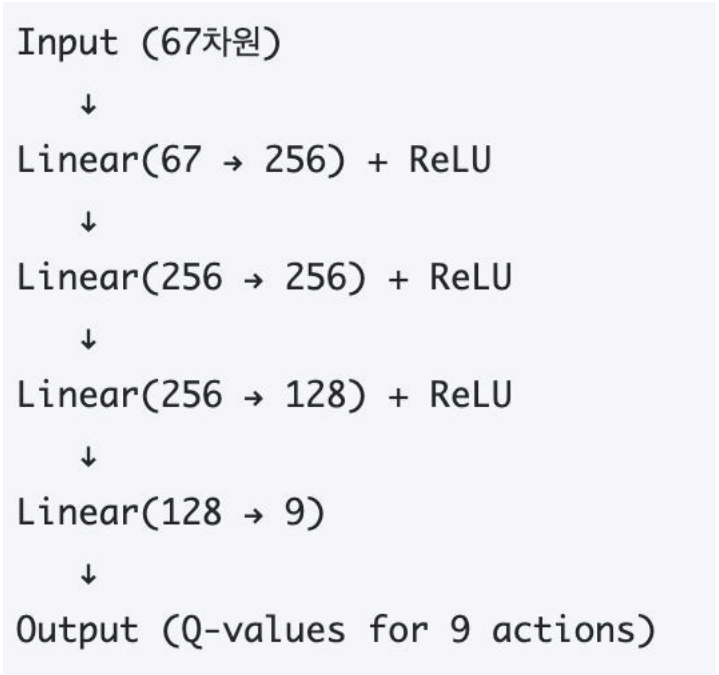 Input (67차원)
↓
Linear(67 → 256) + ReLU
↓
Linear(256 → 256) + ReLU
↓
Linear(256 → 128) + ReLU
↓
Linear(128 → 9)
↓
Output (Q-values for 9 actions)